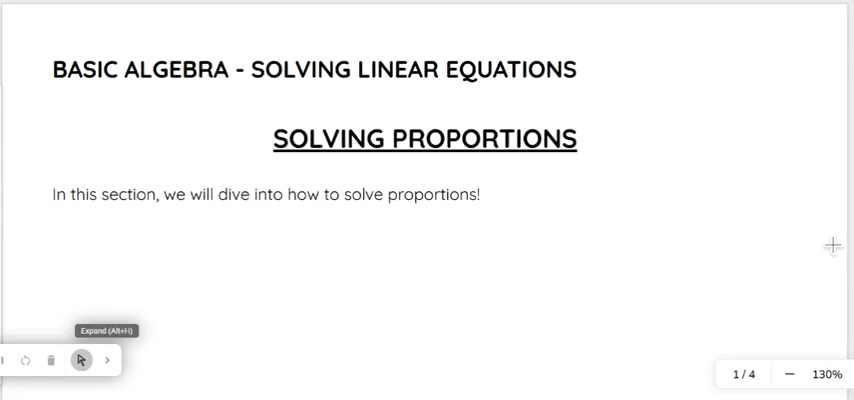 BASIC ALGEBRA - SOLVING LINEAR EQUATIONS
SOLVING PROPORTIONS
In this section, we will dive into how to solve proportions!
Expand (Alt+H)
1 / 4
130%